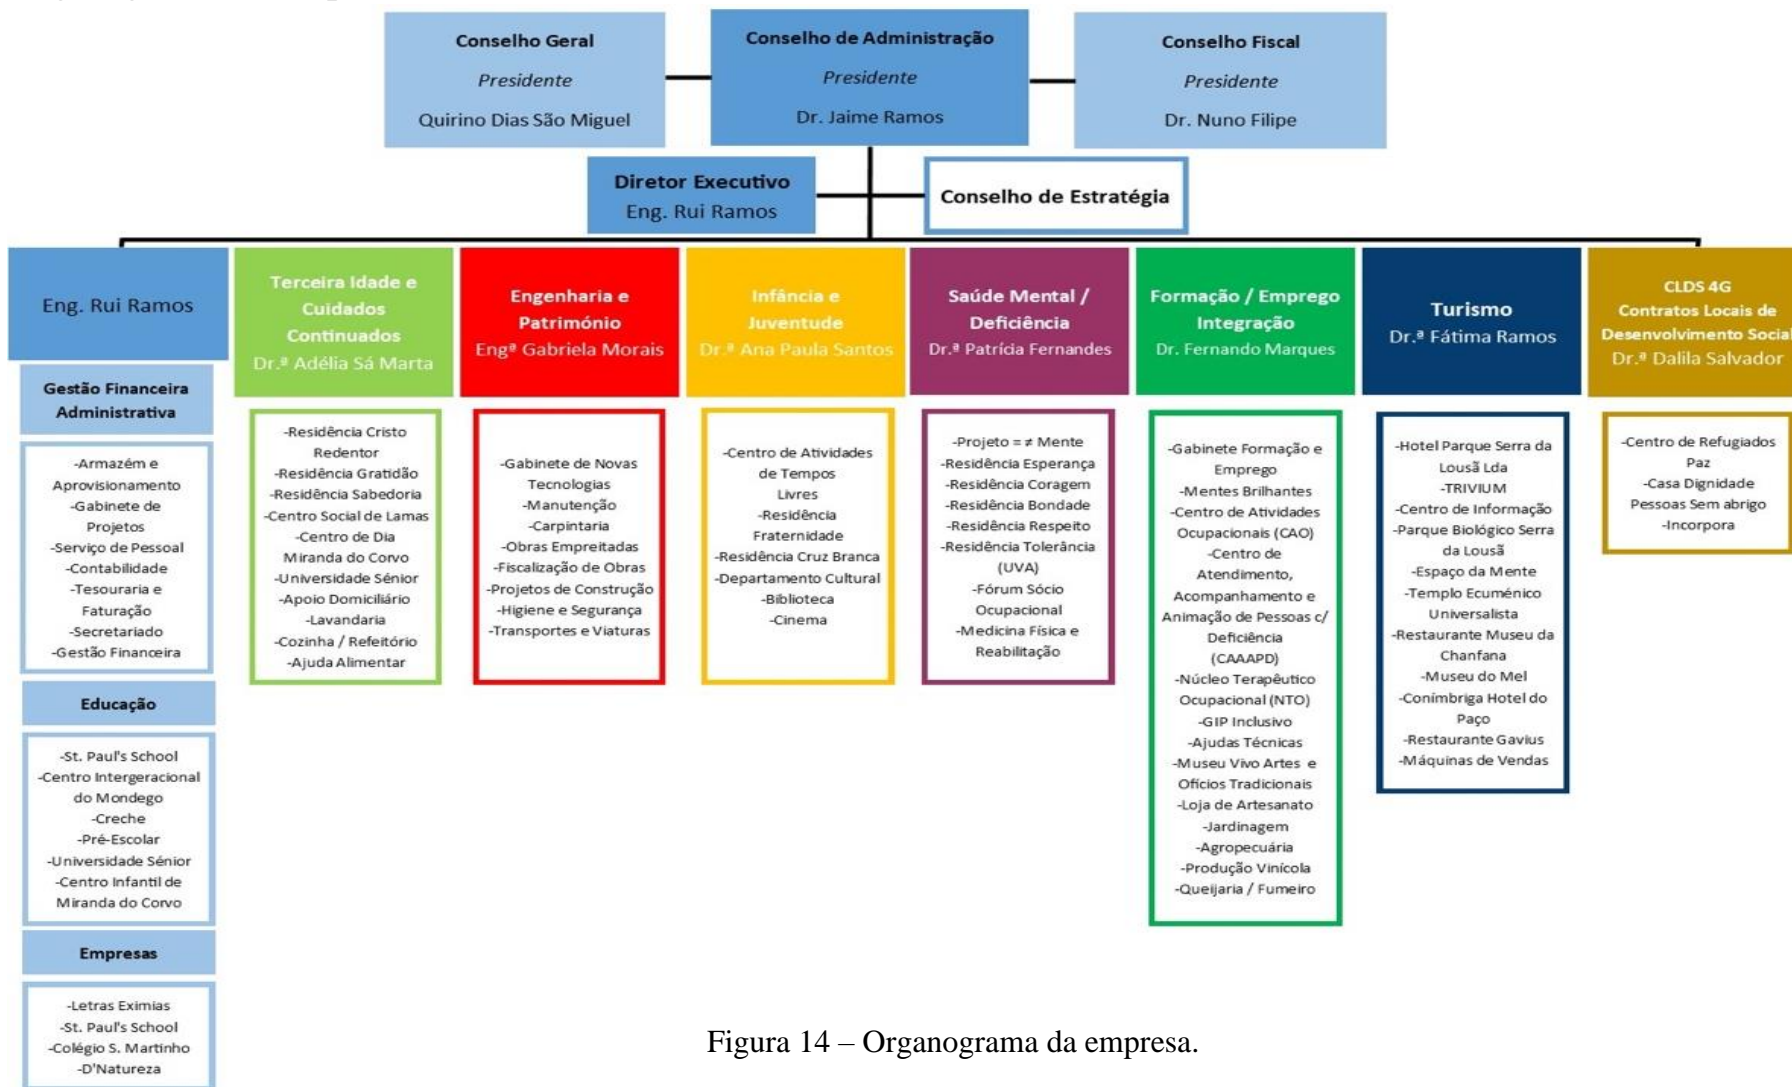 Conselho Geral
Presidente
Quirino Dias São Miguel
Conselho de Administração
Presidente
Dr. Jaime Ramos
Conselho Fiscal
Presidente
Dr. Nuno Filipe
Diretor Executivo
Eng. Rui Ramos
Conselho de Estratégia
Eng. Rui Ramos
Gestão Financeira
Administrativa
-Armazém e
Aprovisionamento
-Gabinete de
Projetos
-Serviço de Pessoal
-Contabilidade
-Tesouraria e
Faturação
-Secretariado
-Gestão Financeira
Educação
-St. Paul's School
-Centro Intergeracional
do Mondego
-Creche
-Pré-Escolar
-Universidade Sénior
-Centro Infantil de
Miranda do Corvo
Empresas
-Letras Eximias
-St. Paul's School
-Colégio S. Martinho
-D'Natureza
Terceira Idade e
Cuidados
Continuados
Dr.ª Adélia Sá Marta
-Residência Cristo
Redentor
-Residência Gratidão
-Residência Sabedoria
-Centro Social de Lamas
-Centro de Dia
Miranda do Corvo
-Universidade Sénior
-Apoio Domiciliário
-Lavandaria
-Cozinha / Refeitório
-Ajuda Alimentar
Engenharia e
Património
Engª Gabriela Morais
-Gabinete de Novas
Tecnologias
-Manutenção
-Carpintaria
-Obras Empreitadas
-Fiscalização de Obras
-Projetos de Construção
-Higiene e Segurança
-Transportes e Viaturas
Infância e
Juventude
Dr.ª Ana Paula Santos
-Centro de Atividades
de Tempos
Livres
-Residência
Fraternidade
-Residência Cruz Branca
-Departamento Cultural
-Biblioteca
-Cinema
Saúde Mental /
Deficiência
Dr.ª Patrícia Fernandes
-Projeto = ≠ Mente
-Residência Esperança
-Residência Coragem
-Residência Bondade
-Residência Respeito
-Residência Tolerância
(UVA)
-Fórum Sócio
Ocupacional
-Medicina Física e
Reabilitação
Formação / Emprego
Integração
Dr. Fernando Marques
-Gabinete Formação e
Emprego
-Mentes Brilhantes
-Centro de Atividades
Ocupacionais (CAO)
-Centro de
Atendimento,
Acompanhamento e
Animação de Pessoas c/
Deficiência
(CAAAPD)
-Núcleo Terapêutico
Ocupacional (NTO)
-GIP Inclusivo
-Ajudas Técnicas
-Museu Vivo Artes e
Ofícios Tradicionais
-Loja de Artesanato
-Jardinagem
-Agropecuária
-Produção Vinícola
-Queijaria / Fumeiro
Turismo
Dr.ª Fátima Ramos
-Hotel Parque Serra da
Lousã Lda
-TRIVIUM
-Centro de Informação
-Parque Biológico Serra
da Lousã
-Espaço da Mente
-Templo Ecuménico
Universalista
-Restaurante Museu da
Chanfana
-Museu do Mel
-Conímbriga Hotel do
Paço
-Restaurante Gavius
-Máquinas de Vendas
CLDS 4G
Contratos Locais de
Desenvolvimento Social
Dr.ª Dalila Salvador
-Centro de Refugiados
Paz
-Casa Dignidade
Pessoas Sem abrigo
-Incorpora
Figura 14 – Organograma da empresa.